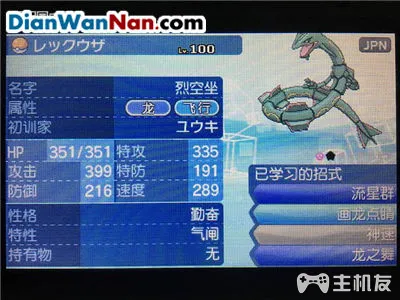 DianWanNan.com
レックウザ Lv.100 JPN
名字 烈空坐
属性 龙 飞行
初训家 ユウキ
HP 351/351 特攻 335
攻击 399 特防 191
防御 216 速度 289
性格 勤奋
特性 气闸
持有物 无
已学习的招式
流星群
画龙点睛
神速
龙之舞
主机友